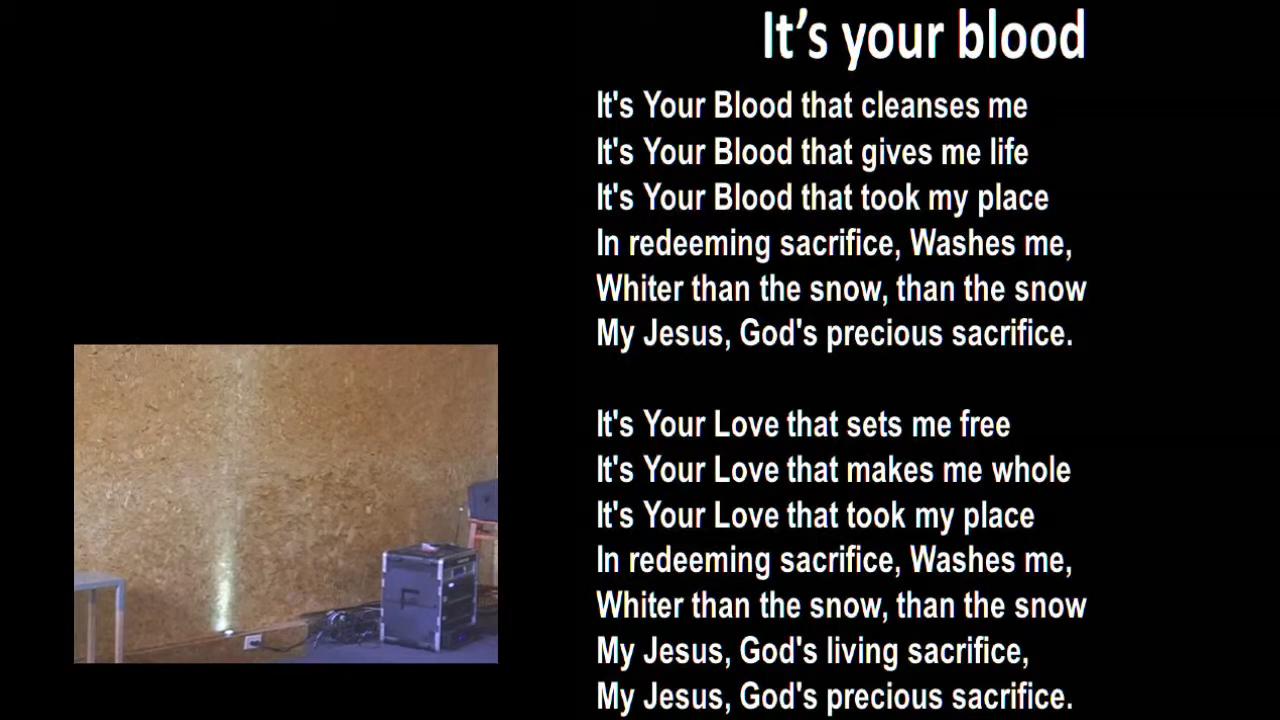 It’s your blood
It's Your Blood that cleanses me
It's Your Blood that gives me life
It's Your Blood that took my place
In redeeming sacrifice, Washes me,
Whiter than the snow, than the snow
My Jesus, God's precious sacrifice.
It's Your Love that sets me free
It's Your Love that makes me whole
It's Your Love that took my place
In redeeming sacrifice, Washes me,
Whiter than the snow, than the snow
My Jesus, God's living sacrifice,
My Jesus, God's precious sacrifice.